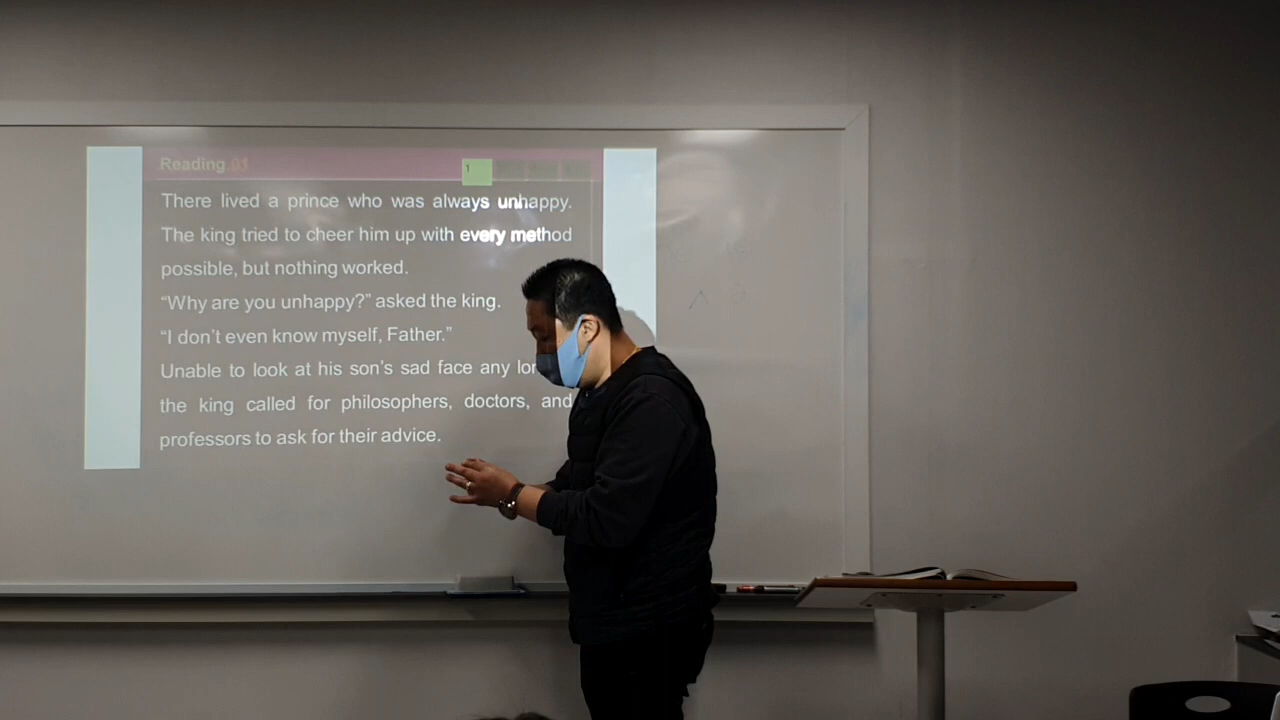 Reading 01
1
There lived a prince who was always unhappy.
The king tried to cheer him up with every method
possible, but nothing worked.
“Why are you unhappy?” asked the king.
“I don’t even know myself, Father.”
Unable to look at his son’s sad face any
the king called for philosophers, doctors, and
professors to ask for their advice.